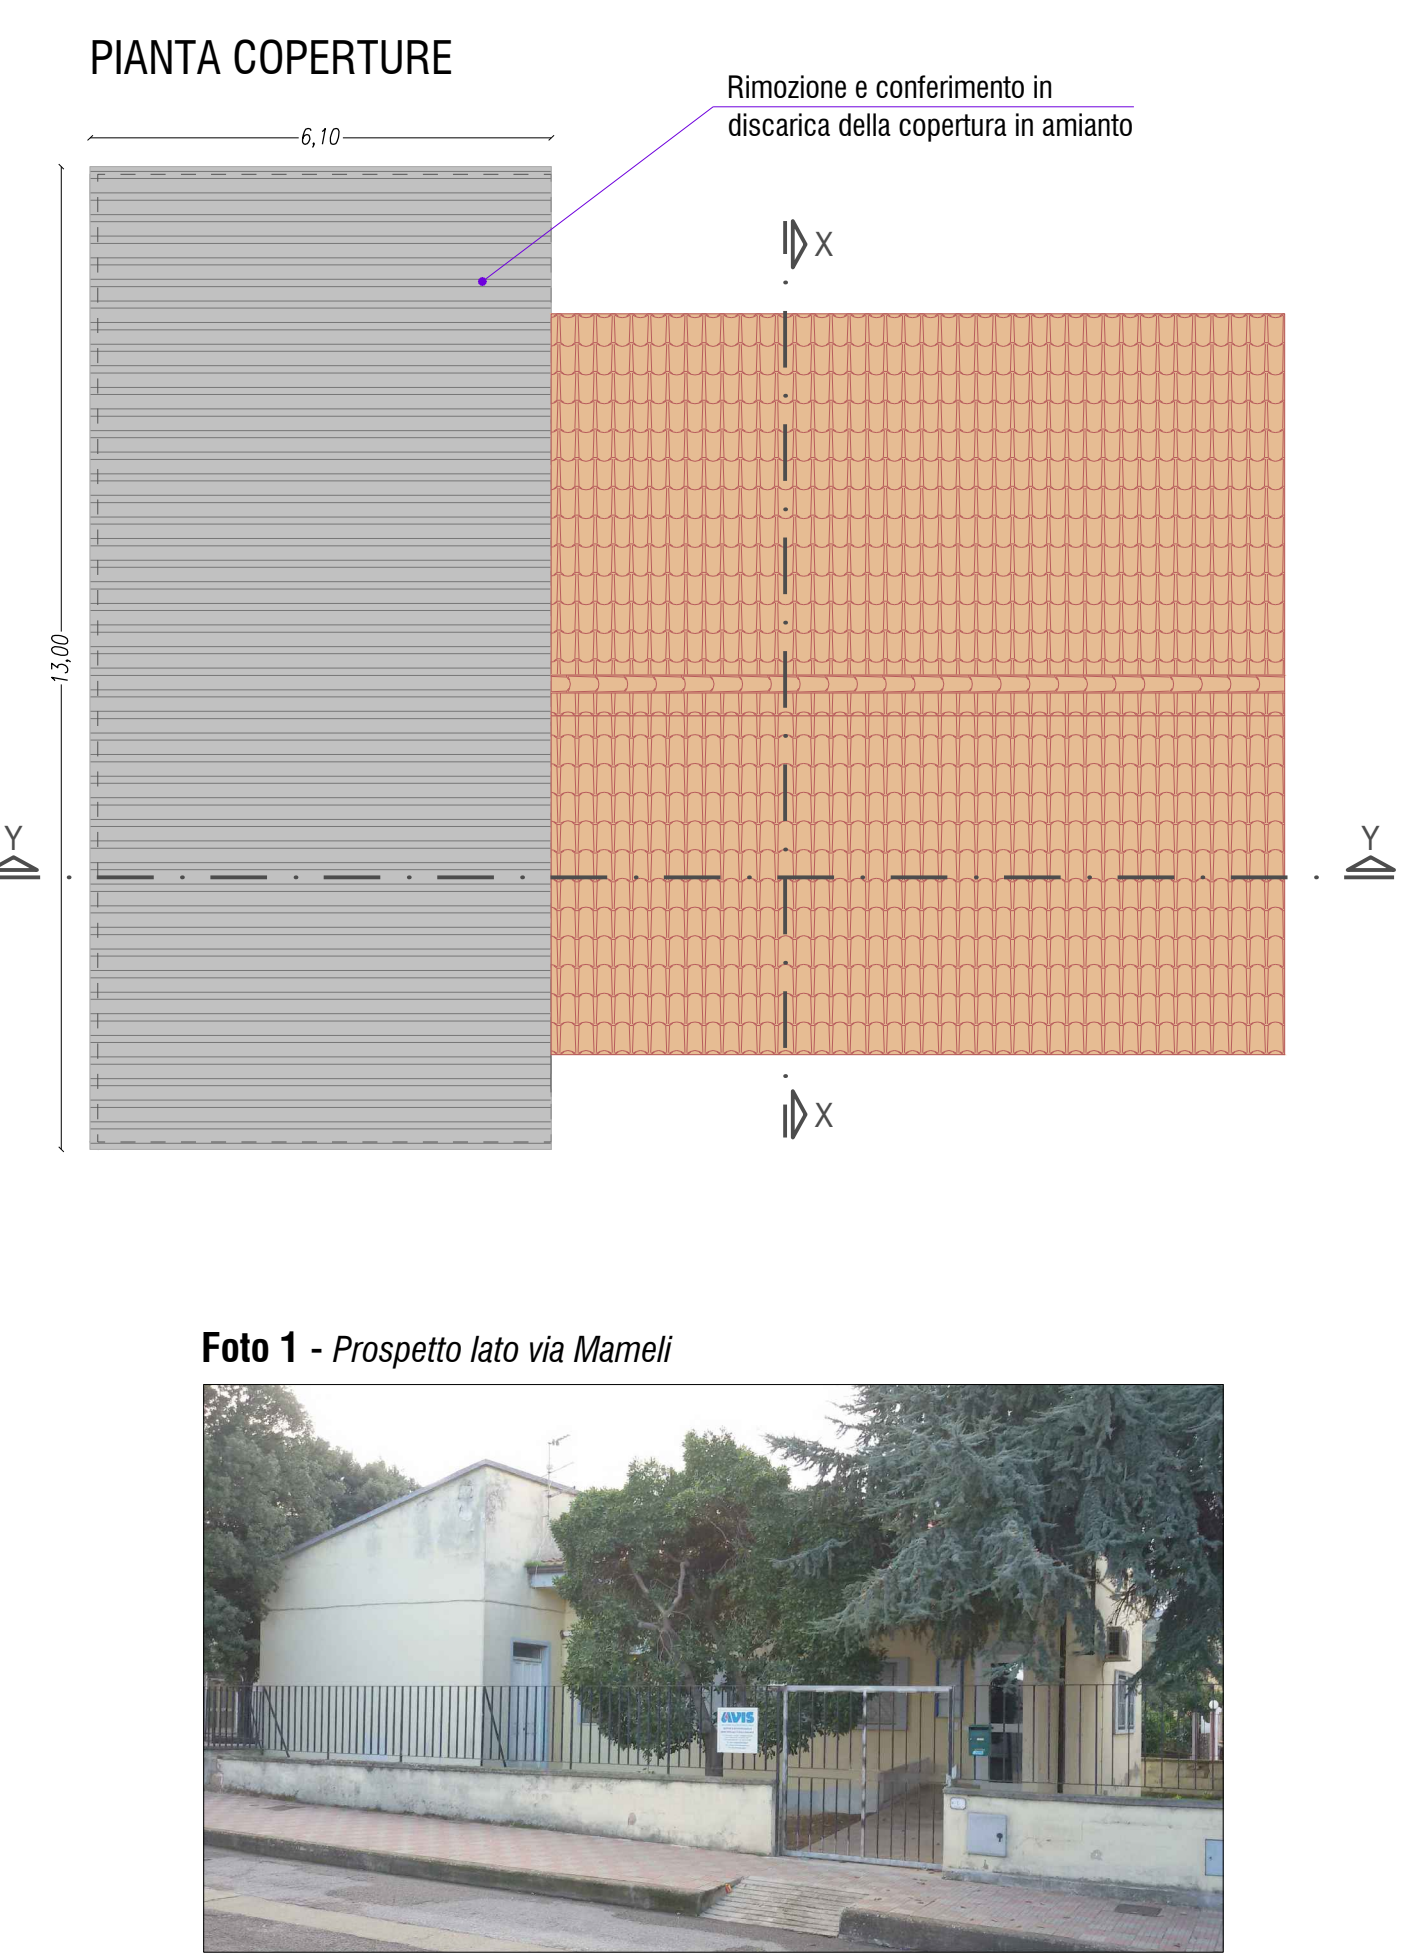 PIANTA COPERTURE
Rimozione e conferimento in
discarica della copertura in amianto
6,10
X
13,00
Y
Y
X
Foto 1 - Prospetto lato via Mameli
AVIS